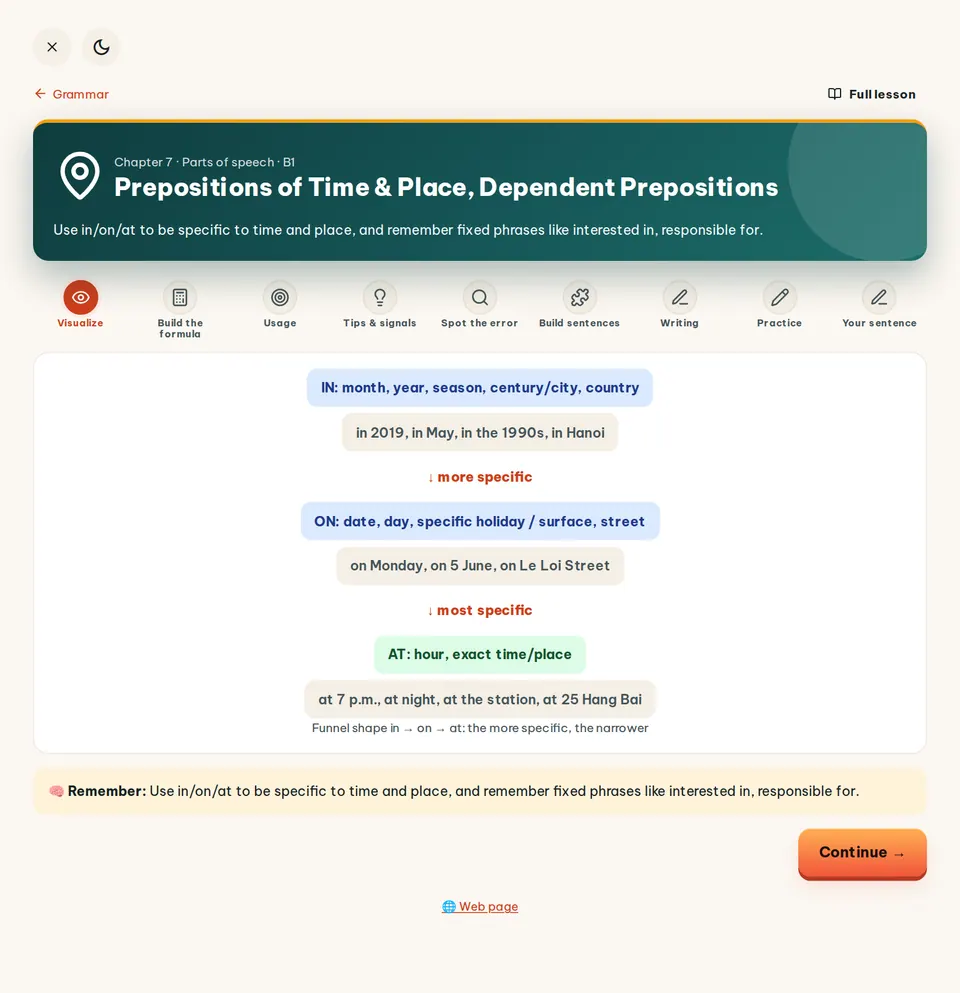 ← Grammar
Full lesson
Chapter 7 · Parts of speech · B1
Prepositions of Time & Place, Dependent Prepositions
Use in/on/at to be specific to time and place, and remember fixed phrases like interested in, responsible for.
Visualize
Build the
formula
Usage
Tips & signals
Spot the error
Build sentences
Writing
Practice
Your sentence
IN: month, year, season, century/city, country
in 2019, in May, in the 1990s, in Hanoi
↓ more specific
ON: date, day, specific holiday / surface, street
on Monday, on 5 June, on Le Loi Street
↓ most specific
AT: hour, exact time/place
at 7 p.m., at night, at the station, at 25 Hang Bai
Funnel shape in → on → at: the more specific, the narrower
🧠 Remember: Use in/on/at to be specific to time and place, and remember fixed phrases like interested in, responsible for.
Continue →
🌐 Web page